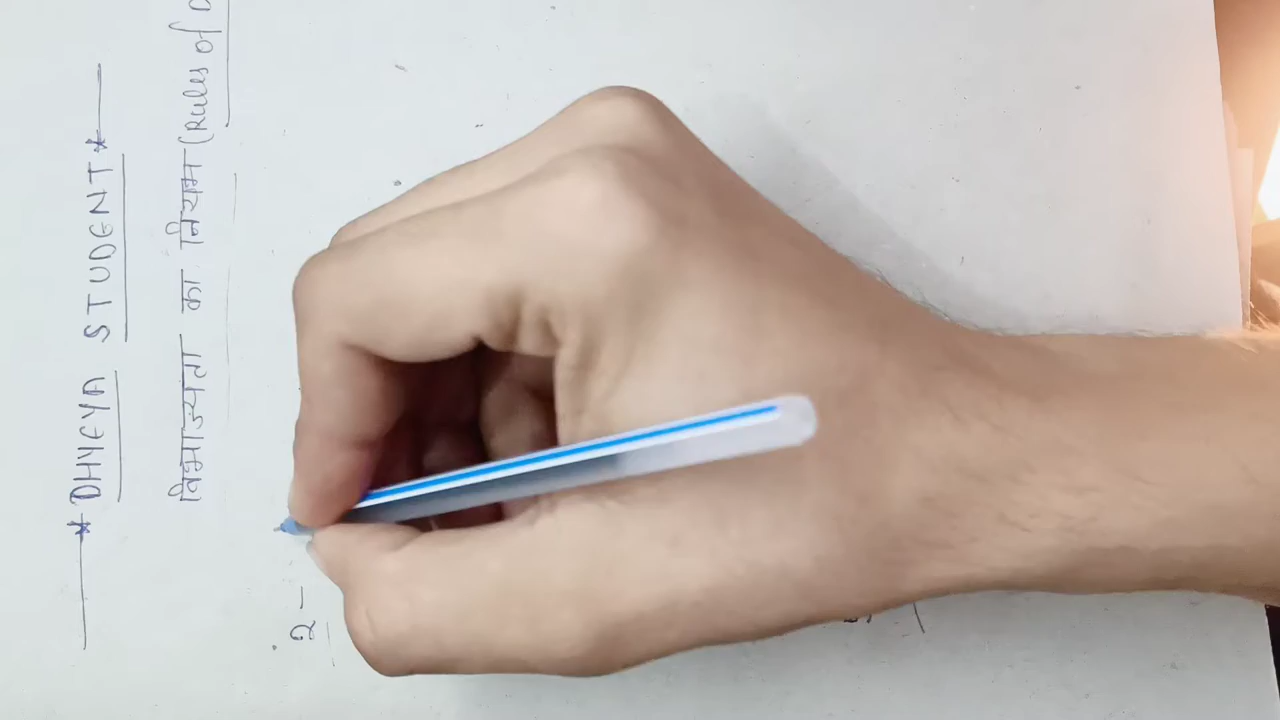 * DHYEYA STUDENT *
विभाज्यता का नियम (Rules of
2 -